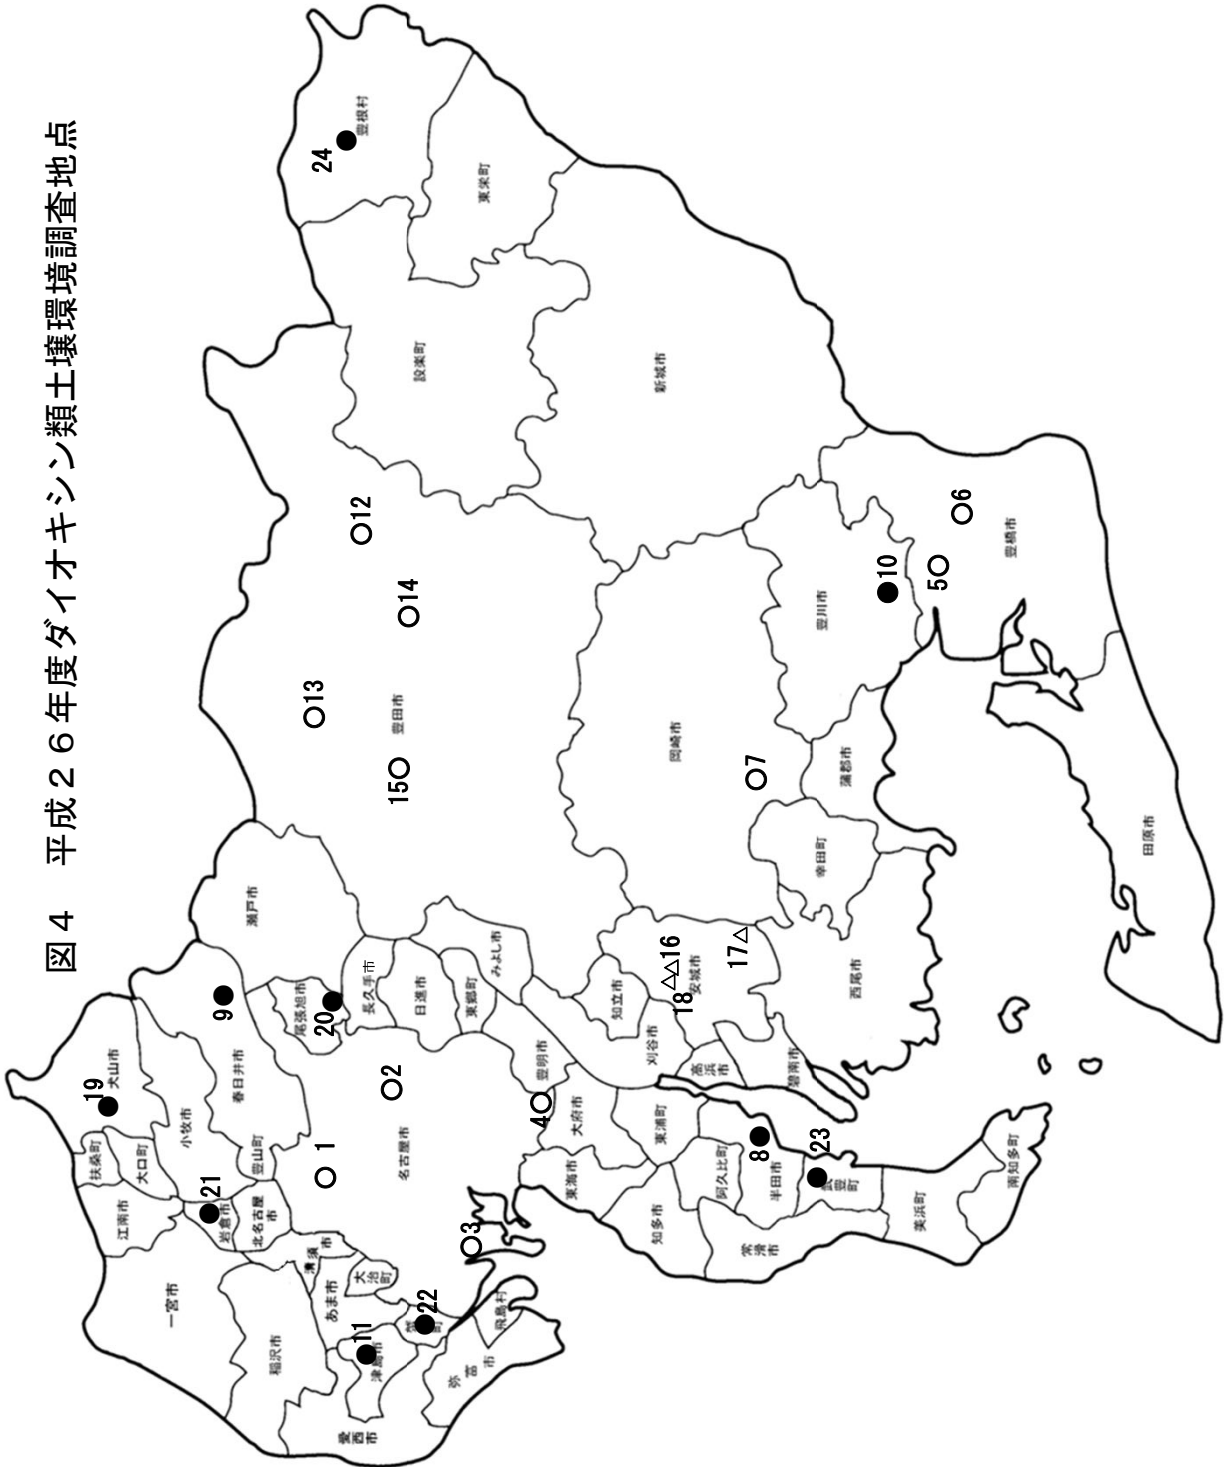 図４　平成２６年度ダイオキシン類土壌環境調査地点
犬山市
19
扶桑町
大口町
江南市
小牧市
岩倉市
21
春日井市
9
豊山町
北名古屋市
一宮市
稲沢市
清須市
あま市
大治町
津島市
11
愛西市
22
弥富市
飛島村
名古屋市
1
2
3
4
瀬戸市
尾張旭市
20
長久手市
日進市
東郷町
みよし市
豊明市
大府市
東海市
東浦町
知多市
阿久比町
半田市
8
常滑市
武豊町
23
美浜町
南知多町
刈谷市
知立市
高浜市
碧南市
安城市
16
17
18
西尾市
豊田市
12
13
14
15
岡崎市
7
幸田町
蒲郡市
豊川市
10
豊橋市
5
6
田原市
新城市
設楽町
東栄町
豊根村
24